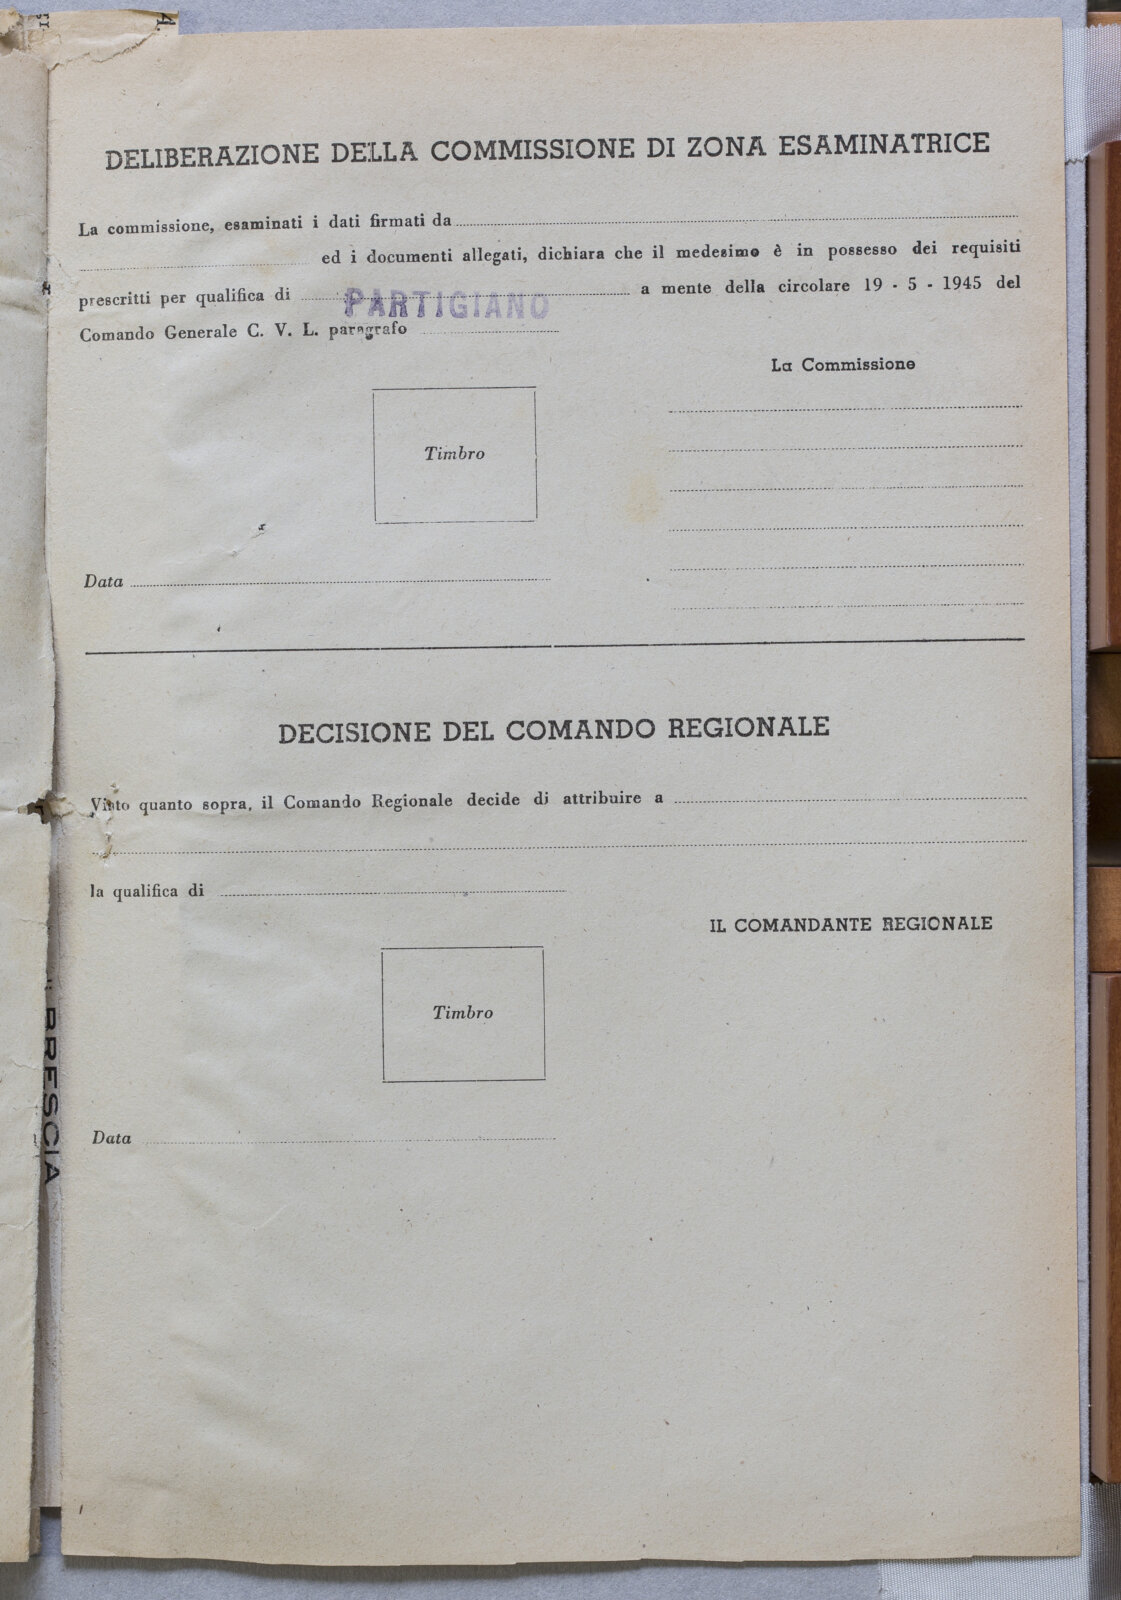 DELIBERAZIONE DELLA COMMISSIONE DI ZONA ESAMINATRICE
La commissione, esaminati i dati firmati da
ed i documenti allegati, dichiara che il medesimo è in possesso dei requisiti
prescritti per qualifica di PARTIGIANO a mente della circolare 19 - 5 - 1945 del
Comando Generale C. V. L. paragrafo
La Commissione
Timbro
Data
DECISIONE DEL COMANDO REGIONALE
Visto quanto sopra, il Comando Regionale decide di attribuire a
la qualifica di
IL COMANDANTE REGIONALE
Timbro
Data
BRESCIA